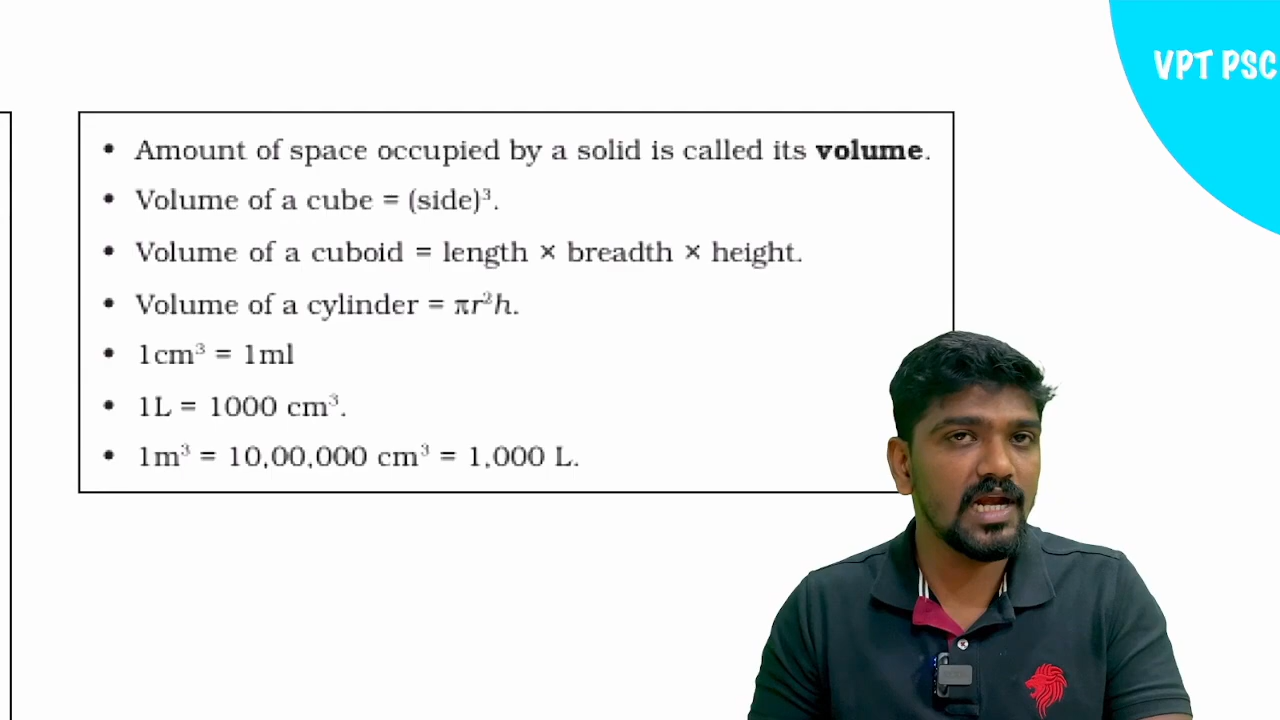 VPT PSC
• Amount of space occupied by a solid is called its volume.
• Volume of a cube = (side)³.
• Volume of a cuboid = length × breadth × height.
• Volume of a cylinder = πr²h.
• 1cm³ = 1ml
• 1L = 1000 cm³.
• 1m³ = 10,00,000 cm³ = 1,000 L.